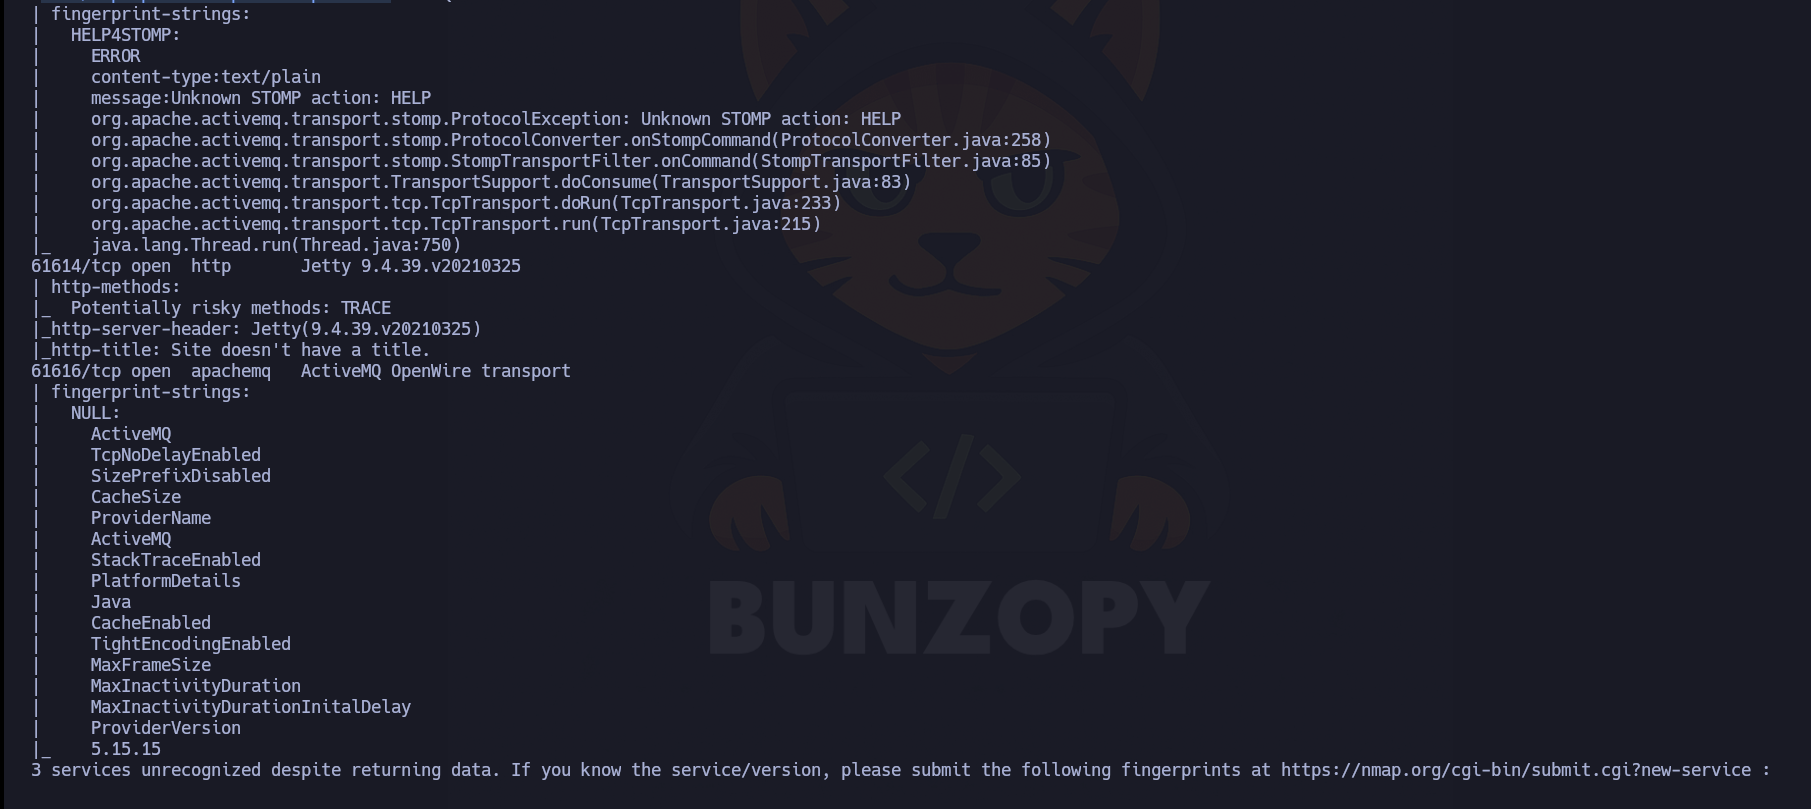 | fingerprint-strings:
|   HELP4STOMP:
|     ERROR
|     content-type:text/plain
|     message:Unknown STOMP action: HELP
|     org.apache.activemq.transport.stomp.ProtocolException: Unknown STOMP action: HELP
|     org.apache.activemq.transport.stomp.ProtocolConverter.onStompCommand(ProtocolConverter.java:258)
|     org.apache.activemq.transport.stomp.StompTransportFilter.onCommand(StompTransportFilter.java:85)
|     org.apache.activemq.transport.TransportSupport.doConsume(TransportSupport.java:83)
|     org.apache.activemq.transport.tcp.TcpTransport.doRun(TcpTransport.java:233)
|     org.apache.activemq.transport.tcp.TcpTransport.run(TcpTransport.java:215)
|_    java.lang.Thread.run(Thread.java:750)
61614/tcp open  http       Jetty 9.4.39.v20210325
| http-methods:
|_  Potentially risky methods: TRACE
|_http-server-header: Jetty(9.4.39.v20210325)
|_http-title: Site doesn't have a title.
61616/tcp open  apachemq   ActiveMQ OpenWire transport
| fingerprint-strings:
|   NULL:
|     ActiveMQ
|     TcpNoDelayEnabled
|     SizePrefixDisabled
|     CacheSize
|     ProviderName
|     ActiveMQ
|     StackTraceEnabled
|     PlatformDetails
|     Java
|     CacheEnabled
|     TightEncodingEnabled
|     MaxFrameSize
|     MaxInactivityDuration
|     MaxInactivityDurationInitalDelay
|     ProviderVersion
|_    5.15.15
3 services unrecognized despite returning data. If you know the service/version, please submit the following fingerprints at https://nmap.org/cgi-bin/submit.cgi?new-service :
</>
BUNZOPY